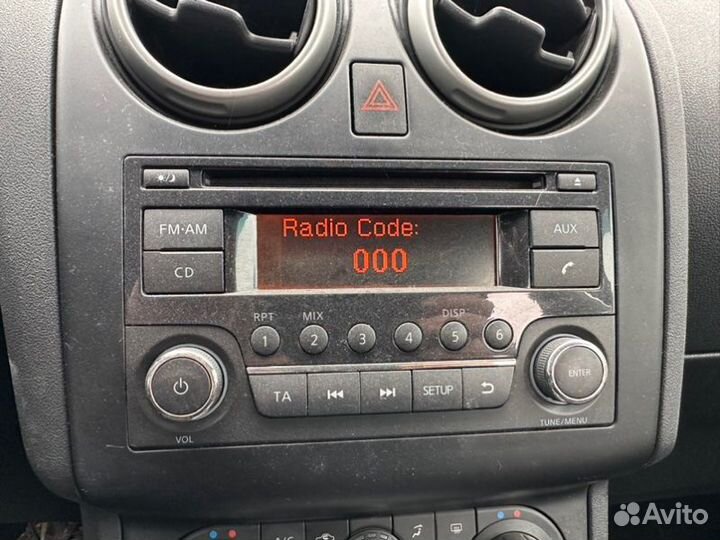 FM·AM
CD
Radio Code:
000
AUX
RPT
MIX
DISP
1
2
3
4
5
6
TA
SETUP
ENTER
VOL
TUNE/MENU
A/C
Avito